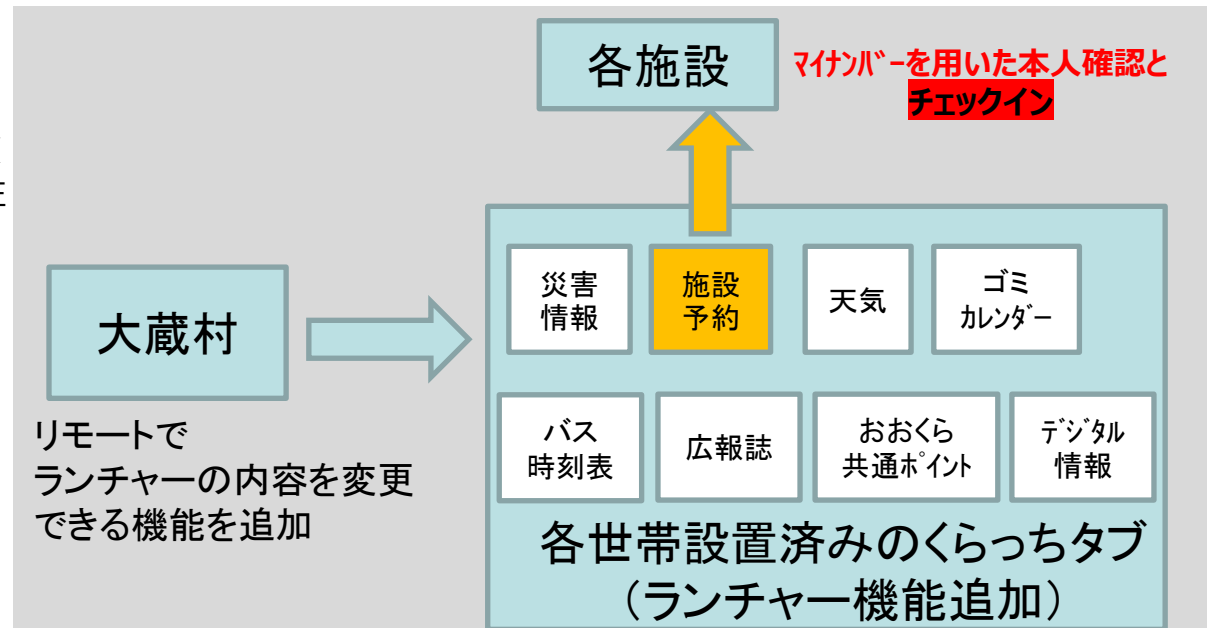 各施設
ﾏｲﾅﾝﾊﾞｰを用いた本人確認と
チェックイン
災害
情報
施設
予約
天気
ゴミ
ｶﾚﾝﾀﾞｰ
大蔵村
リモートで
ランチャーの内容を変更
できる機能を追加
バス
時刻表
広報誌
おおくら
共通ﾎﾟｲﾝﾄ
ﾃﾞｼﾞﾀﾙ
情報
各世帯設置済みのくらっちタブ
（ランチャー機能追加）